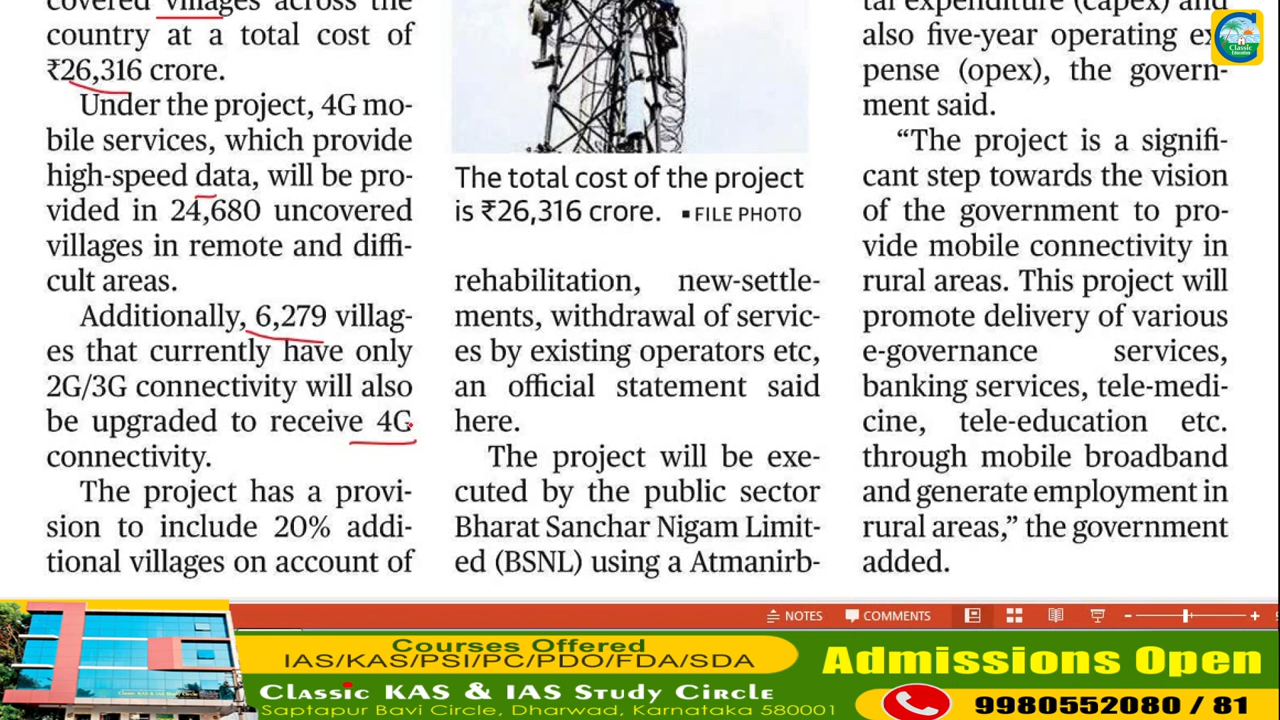 covered villages across the
country at a total cost of
₹26,316 crore.
Under the project, 4G mo-
bile services, which provide
high-speed data, will be pro-
vided in 24,680 uncovered
villages in remote and diffi-
cult areas.
Additionally, 6,279 villag-
es that currently have only
2G/3G connectivity will also
be upgraded to receive 4G
connectivity.
The project has a provi-
sion to include 20% addi-
tional villages on account of
The total cost of the project
is ₹26,316 crore. ▪ FILE PHOTO
rehabilitation, new-settle-
ments, withdrawal of servic-
es by existing operators etc,
an official statement said
here.
The project will be exe-
cuted by the public sector
Bharat Sanchar Nigam Limit-
ed (BSNL) using a Atmanirb-
tal expenditure (capex) and
also five-year operating ex
pense (opex), the govern-
ment said.
“The project is a signifi-
cant step towards the vision
of the government to pro-
vide mobile connectivity in
rural areas. This project will
promote delivery of various
e-governance services,
banking services, tele-medi-
cine, tele-education etc.
through mobile broadband
and generate employment in
rural areas,” the government
added.
Classic
Education
NOTES COMMENTS
Courses Offered
IAS/KAS/PSI/PC/PDO/FDA/SDA
Classic KAS & IAS Study Circle
Saptapur Bavi Circle, Dharwad, Karnataka 580001
Admissions Open
9980552080 / 81